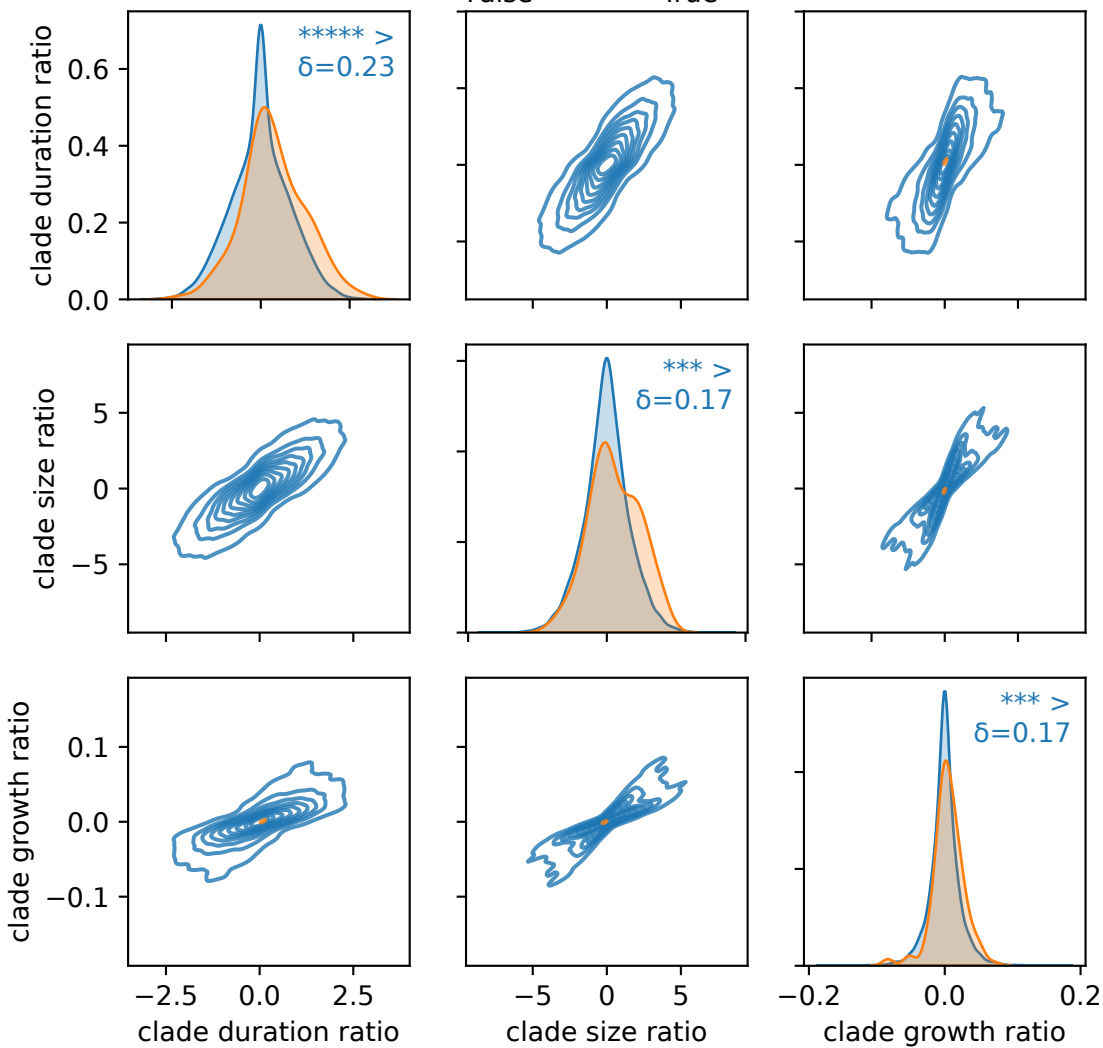 ***** >
δ=0.23
clade duration ratio
0.6
0.4
0.2
0.0
*** >
δ=0.17
clade size ratio
5
0
−5
*** >
δ=0.17
clade growth ratio
0.1
0.0
−0.1
−2.5 0.0 2.5
−5 0 5
−0.2 0.0 0.2
clade duration ratio
clade size ratio
clade growth ratio